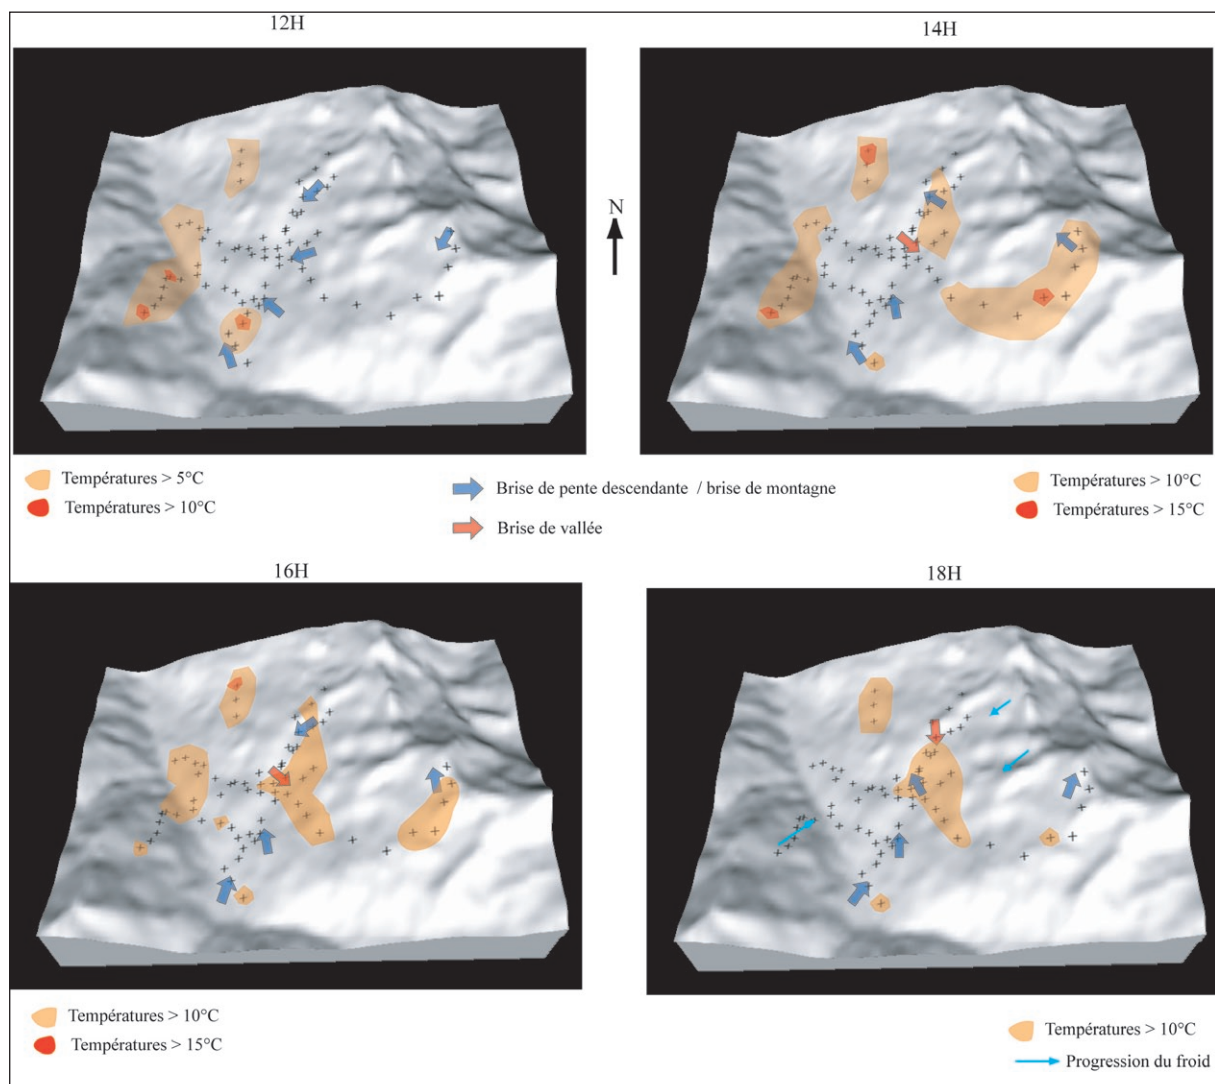 12H
14H
N
Températures > 5°C
Températures > 10°C
Brise de pente descendante / brise de montagne
Brise de vallée
Températures > 10°C
Températures > 15°C
16H
18H
Températures > 10°C
Températures > 15°C
Températures > 10°C
Progression du froid